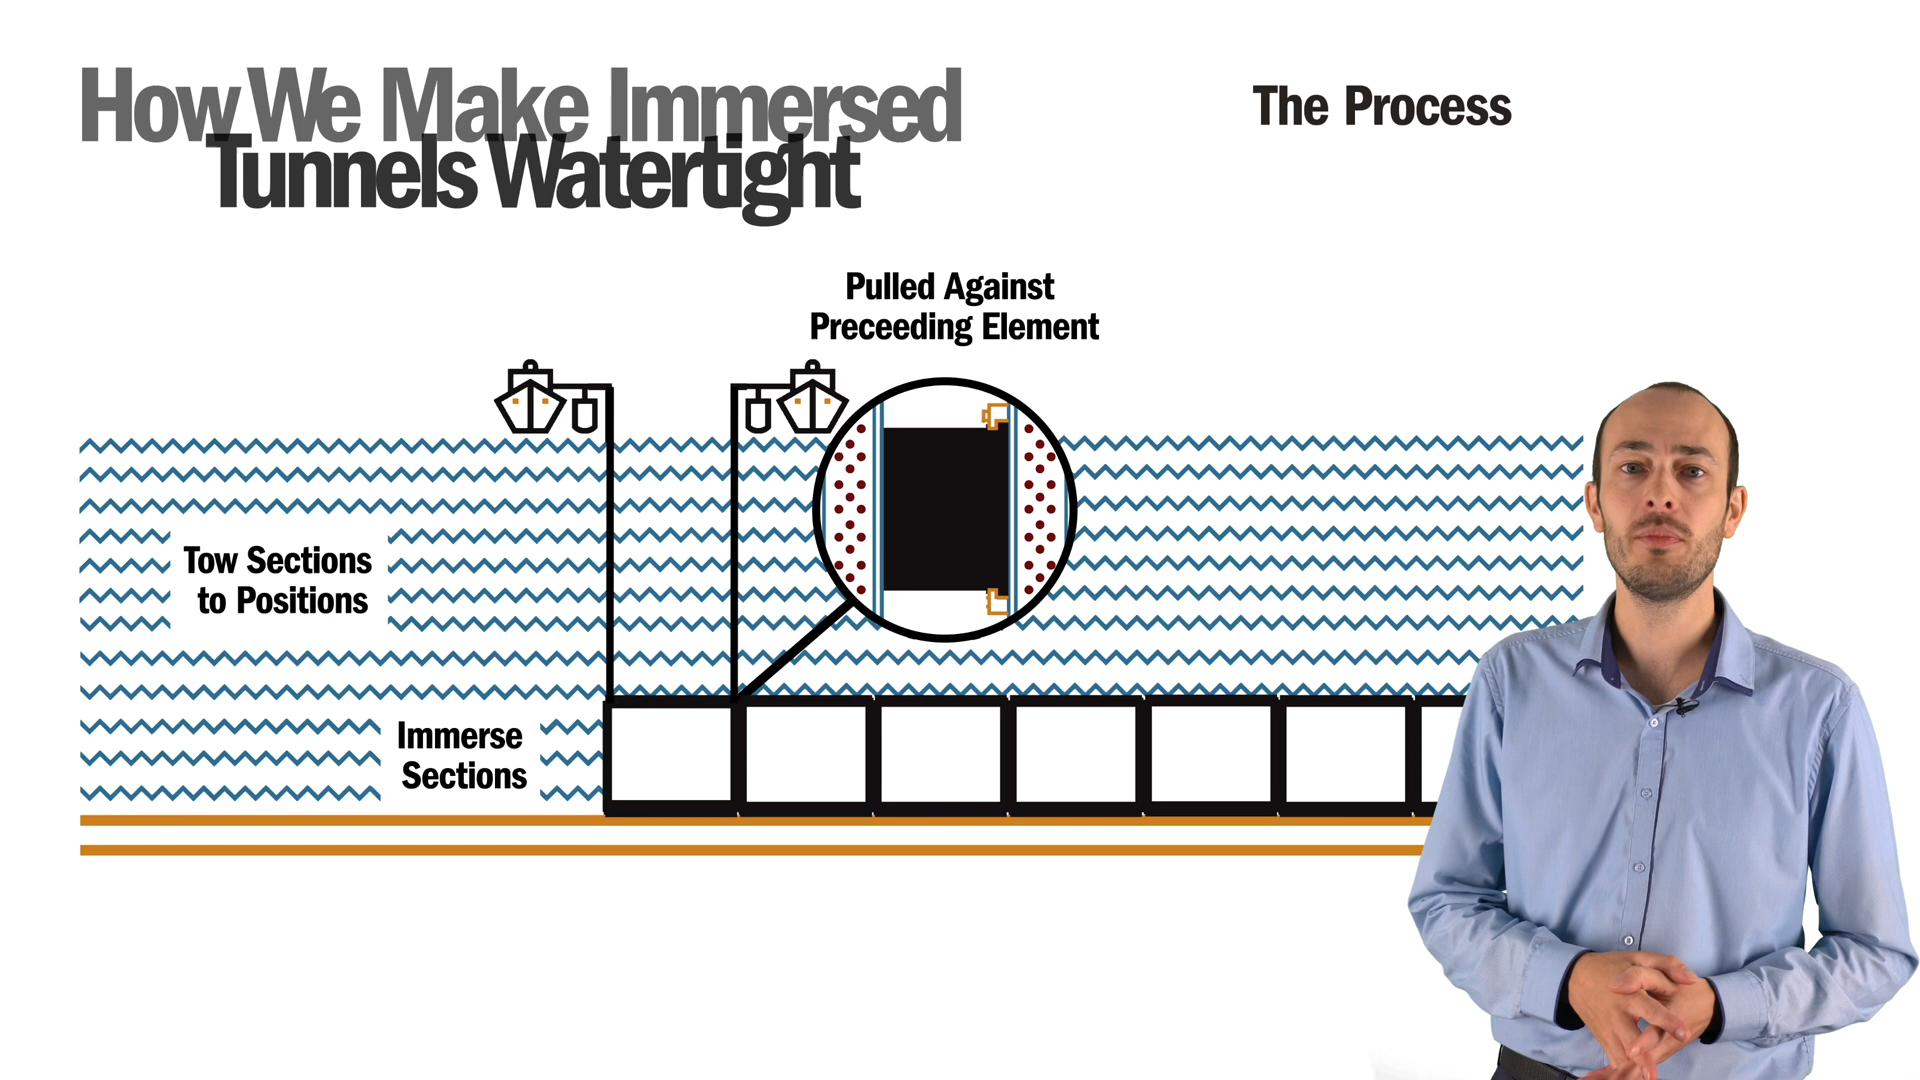 How We Make Immersed
Tunnels Watertight
The Process
Pulled Against
Preceeding Element
Tow Sections
to Positions
Immerse
Sections